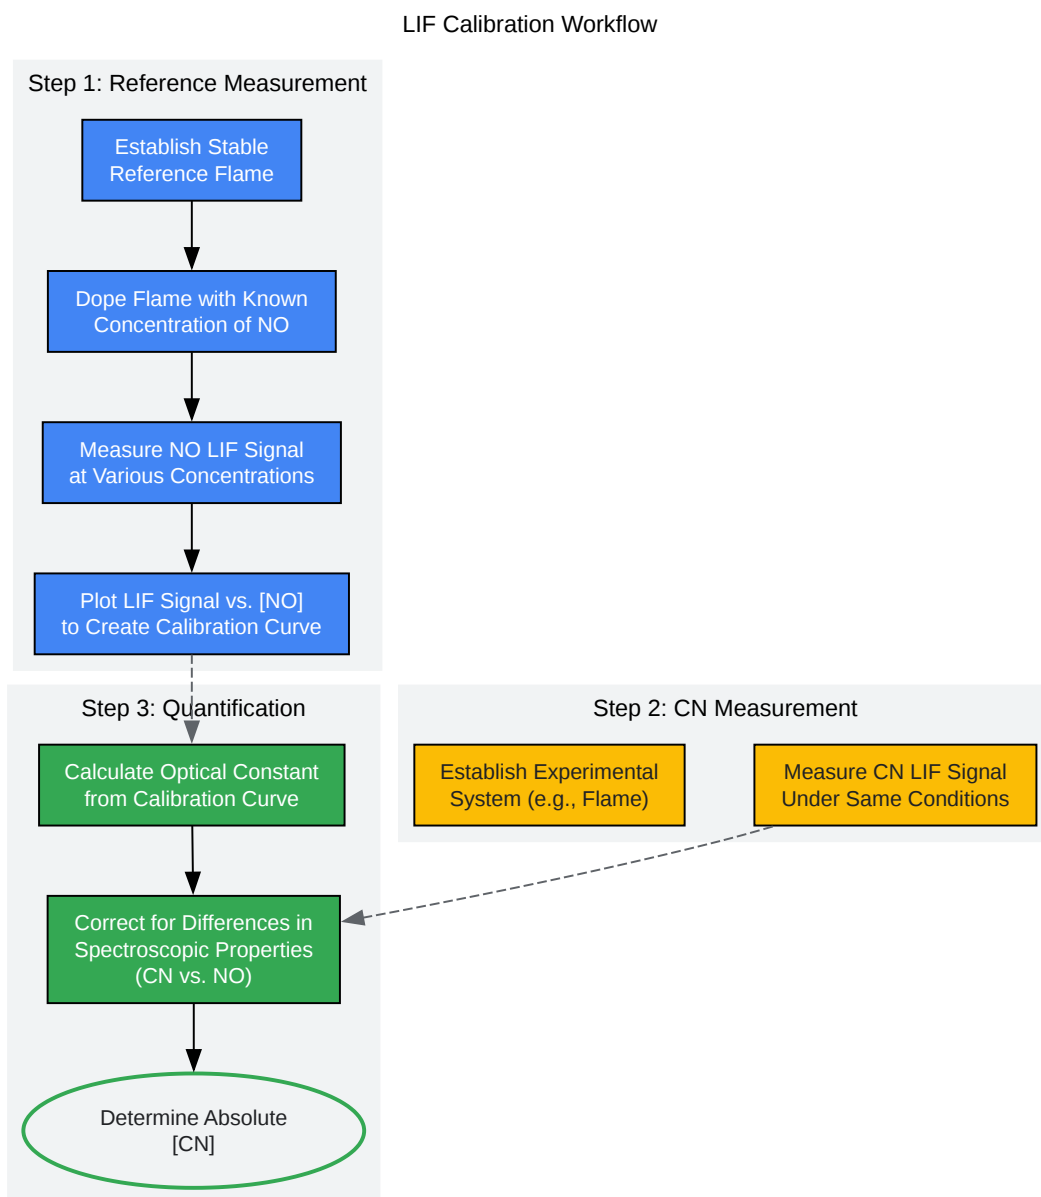 LIF Calibration Workflow
Step 1: Reference Measurement
Establish Stable
Reference Flame
Dope Flame with Known
Concentration of NO
Measure NO LIF Signal
at Various Concentrations
Plot LIF Signal vs. [NO]
to Create Calibration Curve
Step 2: CN Measurement
Establish Experimental
System (e.g., Flame)
Measure CN LIF Signal
Under Same Conditions
Step 3: Quantification
Calculate Optical Constant
from Calibration Curve
Correct for Differences in
Spectroscopic Properties
(CN vs. NO)
Determine Absolute
[CN]